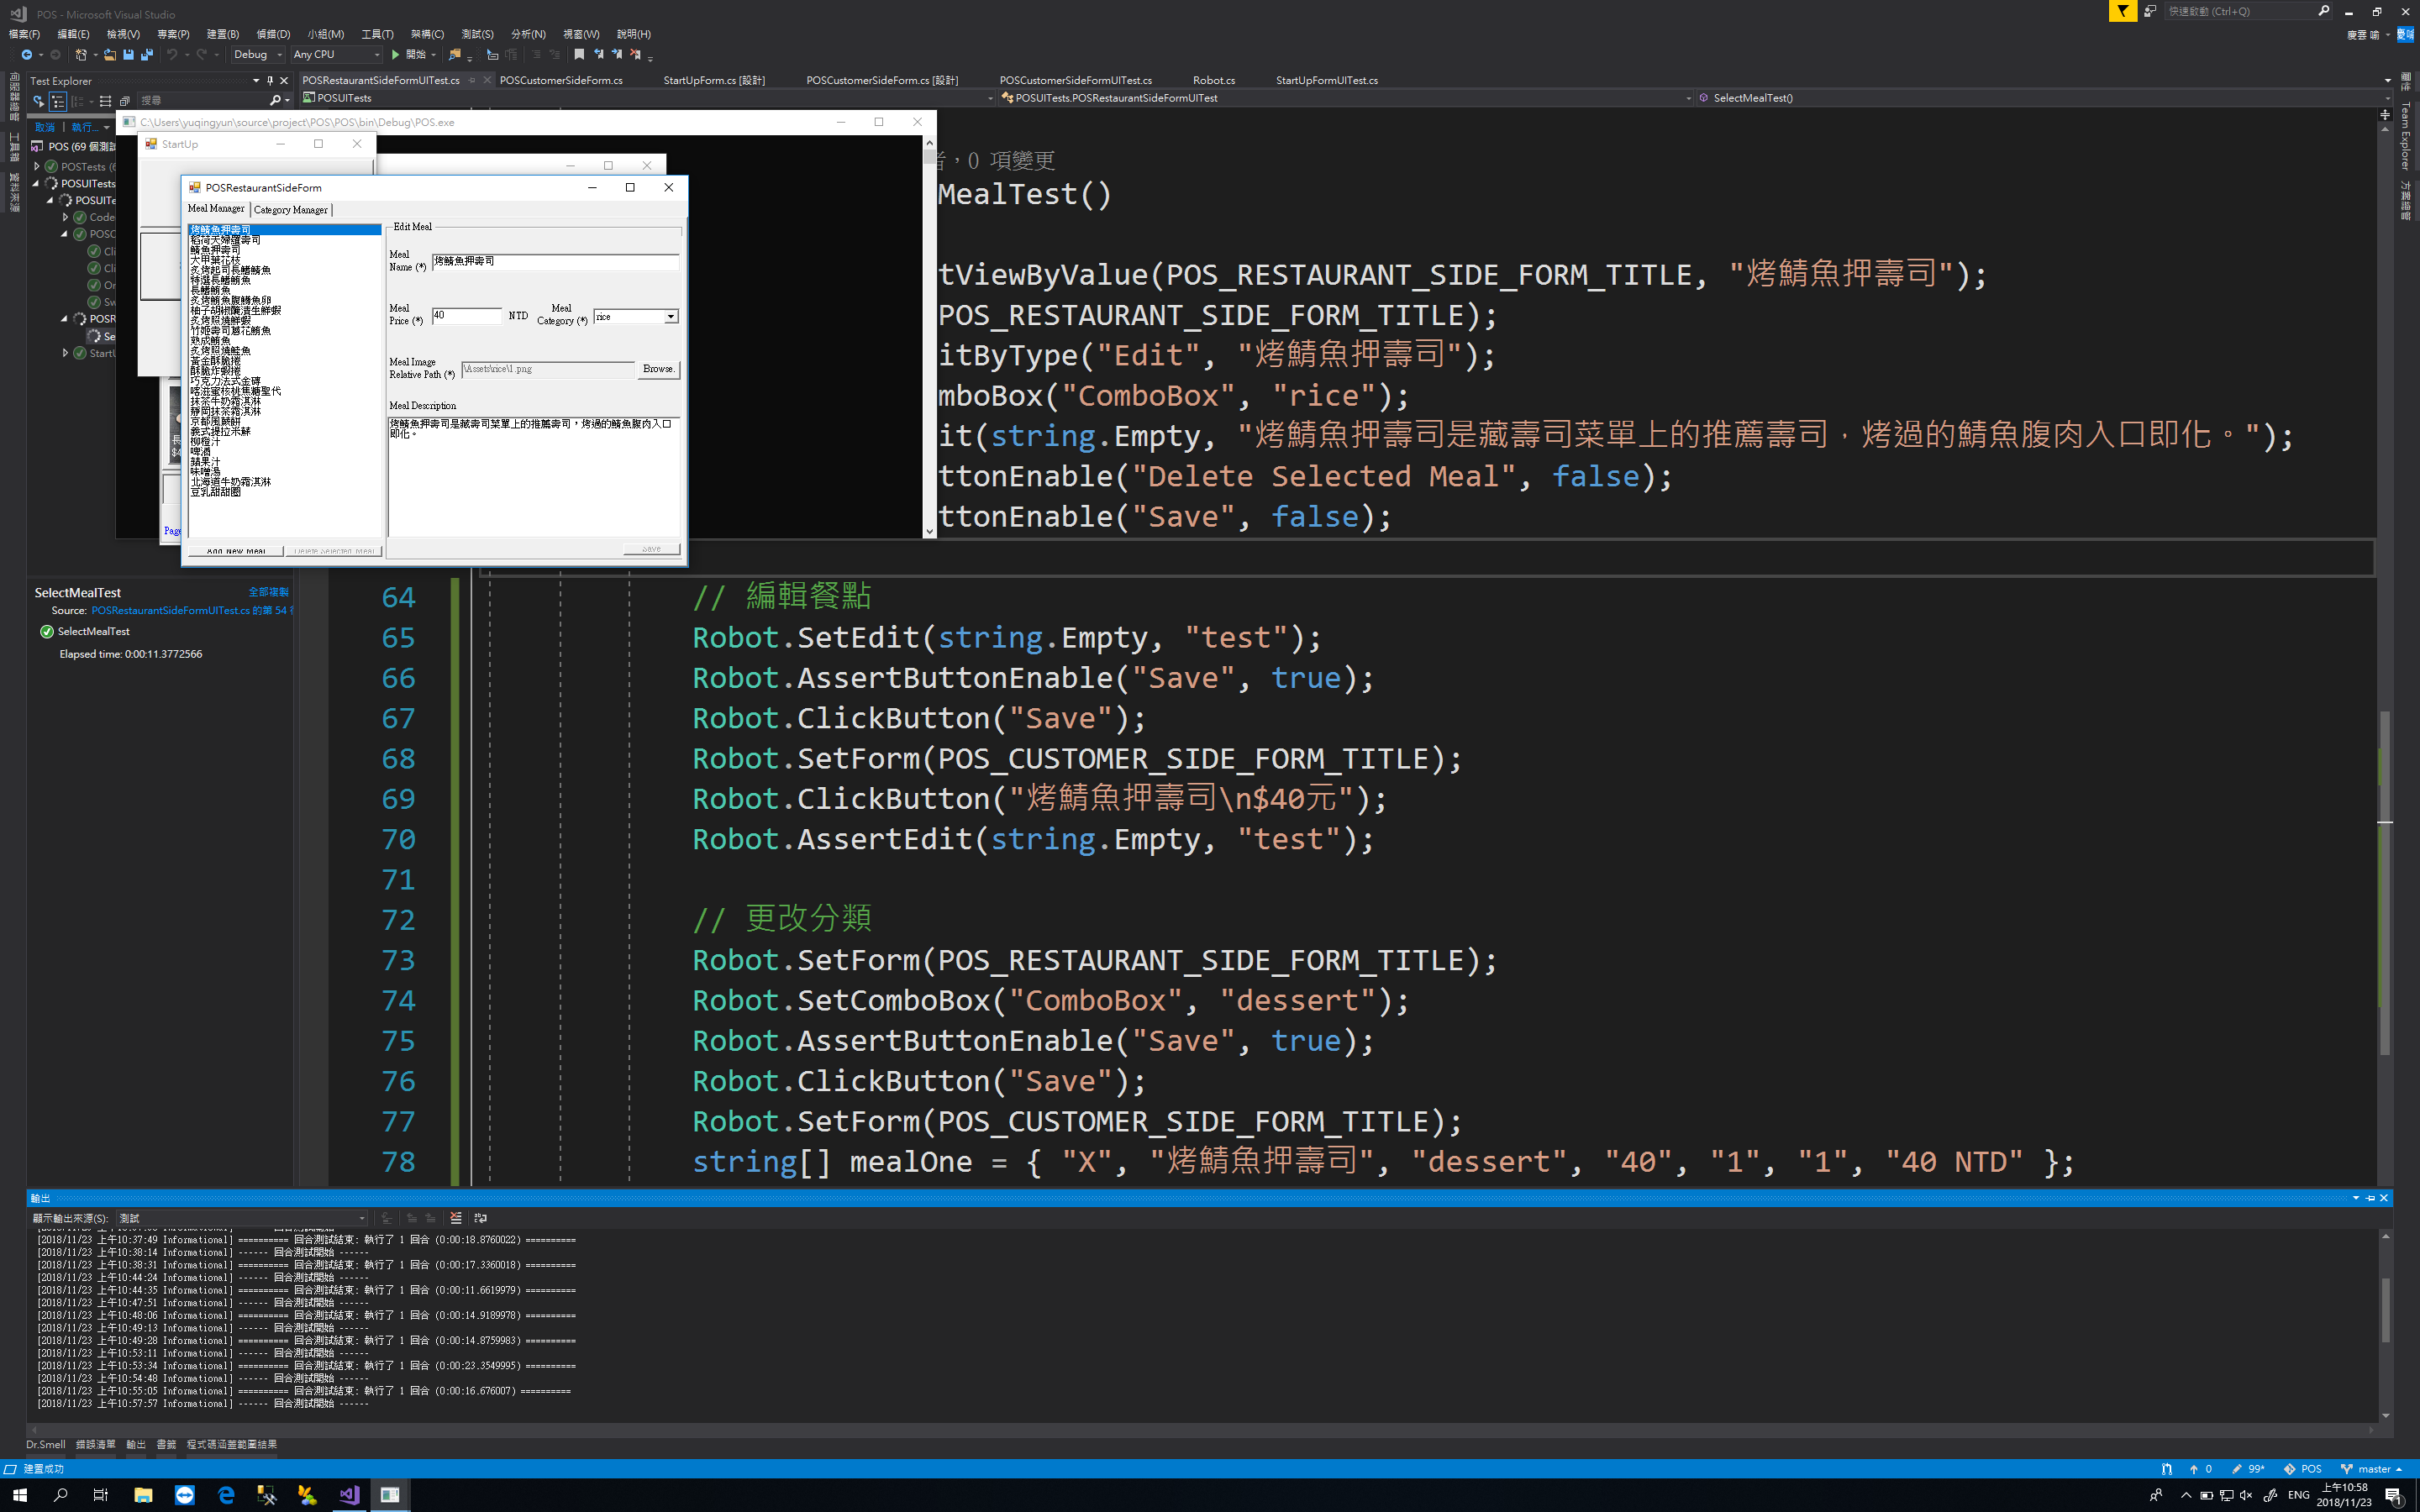 POS - Microsoft Visual Studio
快速啟動 (Ctrl+Q)
檔案(F) 編輯(E) 檢視(V) 專案(P) 建置(B) 偵錯(D) 小組(M) 工具(T) 架構(C) 測試(S) 分析(N) 視窗(W) 說明(H)
慶雲 喻
Debug Any CPU 開始
Test Explorer
POSRestaurantSideFormUITest.cs POSCustomerSideForm.cs StartUpForm.cs [設計] POSCustomerSideForm.cs [設計] POSCustomerSideFormUITest.cs Robot.cs StartUpFormUITest.cs
搜尋
POSUITests POSUITests.POSRestaurantSideFormUITest SelectMealTest()
取消 | 執行...
POS (69 個測試
POSTests (6
POSUITests
POSUITe
Code
POSC
Cli
Cli
Or
Sw
POSR
Se
StartU
Team Explorer
C:\Users\yuqingyun\source\project\POS\POS\bin\Debug\POS.exe
StartUp
POSRestaurantSideForm
Meal Manager Category Manager
烤鯖魚押壽司
稻荷天婦羅壽司
鯖魚押壽司
大甲葉花枝
炙烤起司長鰭鮪魚
特選長鰭鮪魚
長鰭鮪魚
炙烤鮪魚腹鱈魚卵
柚子胡椒醃漬生鮮蝦
炙烤照燒鮮蝦
竹姬壽司蔥花鮪魚
熟成鮪魚
炙烤照燒鮭魚
黃金酥脆捲
酥脆炸蝦捲
巧克力法式金磚
喀滋蜜核桃焦糖聖代
抹茶牛奶霜淇淋
靜岡抹茶霜淇淋
京都風蕨餅
義式提拉米蘇
柳橙汁
啤酒
蘋果汁
味噌湯
北海道牛奶霜淇淋
豆乳甜甜圈
Add New Meal Delete Selected Meal
Edit Meal
Meal
Name (*) 烤鯖魚押壽司
Meal
Price (*) 40 NTD Meal
Category (*) rice
Meal Image
Relative Path (*) \Assets\rice\1.png Browse.
Meal Description
烤鯖魚押壽司是藏壽司菜單上的推薦壽司，烤過的鯖魚腹肉入口
即化。
Save
Page
者，0 項變更
MealTest()
tViewByValue(POS_RESTAURANT_SIDE_FORM_TITLE, "烤鯖魚押壽司");
POS_RESTAURANT_SIDE_FORM_TITLE);
itByType("Edit", "烤鯖魚押壽司");
mboBox("ComboBox", "rice");
it(string.Empty, "烤鯖魚押壽司是藏壽司菜單上的推薦壽司，烤過的鯖魚腹肉入口即化。");
ttonEnable("Delete Selected Meal", false);
ttonEnable("Save", false);
64 // 編輯餐點
65 Robot.SetEdit(string.Empty, "test");
66 Robot.AssertButtonEnable("Save", true);
67 Robot.ClickButton("Save");
68 Robot.SetForm(POS_CUSTOMER_SIDE_FORM_TITLE);
69 Robot.ClickButton("烤鯖魚押壽司\n$40元");
70 Robot.AssertEdit(string.Empty, "test");
71
72 // 更改分類
73 Robot.SetForm(POS_RESTAURANT_SIDE_FORM_TITLE);
74 Robot.SetComboBox("ComboBox", "dessert");
75 Robot.AssertButtonEnable("Save", true);
76 Robot.ClickButton("Save");
77 Robot.SetForm(POS_CUSTOMER_SIDE_FORM_TITLE);
78 string[] mealOne = { "X", "烤鯖魚押壽司", "dessert", "40", "1", "1", "40 NTD" };
SelectMealTest 全部複製
Source: POSRestaurantSideFormUITest.cs 的第 54 行
SelectMealTest
Elapsed time: 0:00:11.3772566
輸出
顯示輸出來源(S): 測試
[2018/11/23 上午10:37:49 Informational] ========== 回合測試結束: 執行了 1 回合 (0:00:18.8760022) ==========
[2018/11/23 上午10:38:14 Informational] ------ 回合測試開始 ------
[2018/11/23 上午10:38:31 Informational] ========== 回合測試結束: 執行了 1 回合 (0:00:17.3360018) ==========
[2018/11/23 上午10:44:24 Informational] ------ 回合測試開始 ------
[2018/11/23 上午10:44:35 Informational] ========== 回合測試結束: 執行了 1 回合 (0:00:11.6619979) ==========
[2018/11/23 上午10:47:51 Informational] ------ 回合測試開始 ------
[2018/11/23 上午10:48:06 Informational] ========== 回合測試結束: 執行了 1 回合 (0:00:14.9189978) ==========
[2018/11/23 上午10:49:13 Informational] ------ 回合測試開始 ------
[2018/11/23 上午10:49:28 Informational] ========== 回合測試結束: 執行了 1 回合 (0:00:14.8759983) ==========
[2018/11/23 上午10:53:11 Informational] ------ 回合測試開始 ------
[2018/11/23 上午10:53:34 Informational] ========== 回合測試結束: 執行了 1 回合 (0:00:23.3549995) ==========
[2018/11/23 上午10:54:48 Informational] ------ 回合測試開始 ------
[2018/11/23 上午10:55:05 Informational] ========== 回合測試結束: 執行了 1 回合 (0:00:16.676007) ==========
[2018/11/23 上午10:57:57 Informational] ------ 回合測試開始 ------
Dr.Smell 錯誤清單 輸出 書籤 程式碼涵蓋範圍結果
建置成功 0 99* POS master
ENG 上午10:58
2018/11/23